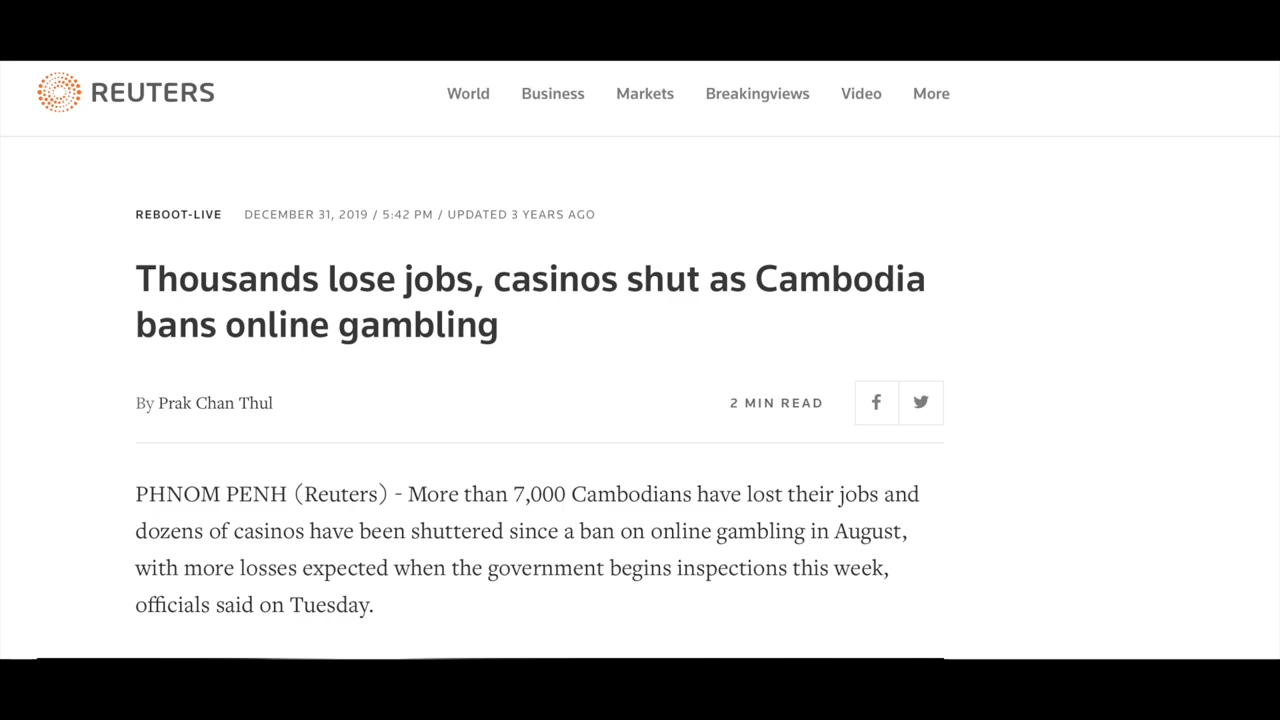 REUTERS
World Business Markets Breakingviews Video More
REBOOT-LIVE DECEMBER 31, 2019 / 5:42 PM / UPDATED 3 YEARS AGO
Thousands lose jobs, casinos shut as Cambodia
bans online gambling
By Prak Chan Thul
2 MIN READ
PHNOM PENH (Reuters) - More than 7,000 Cambodians have lost their jobs and
dozens of casinos have been shuttered since a ban on online gambling in August,
with more losses expected when the government begins inspections this week,
officials said on Tuesday.